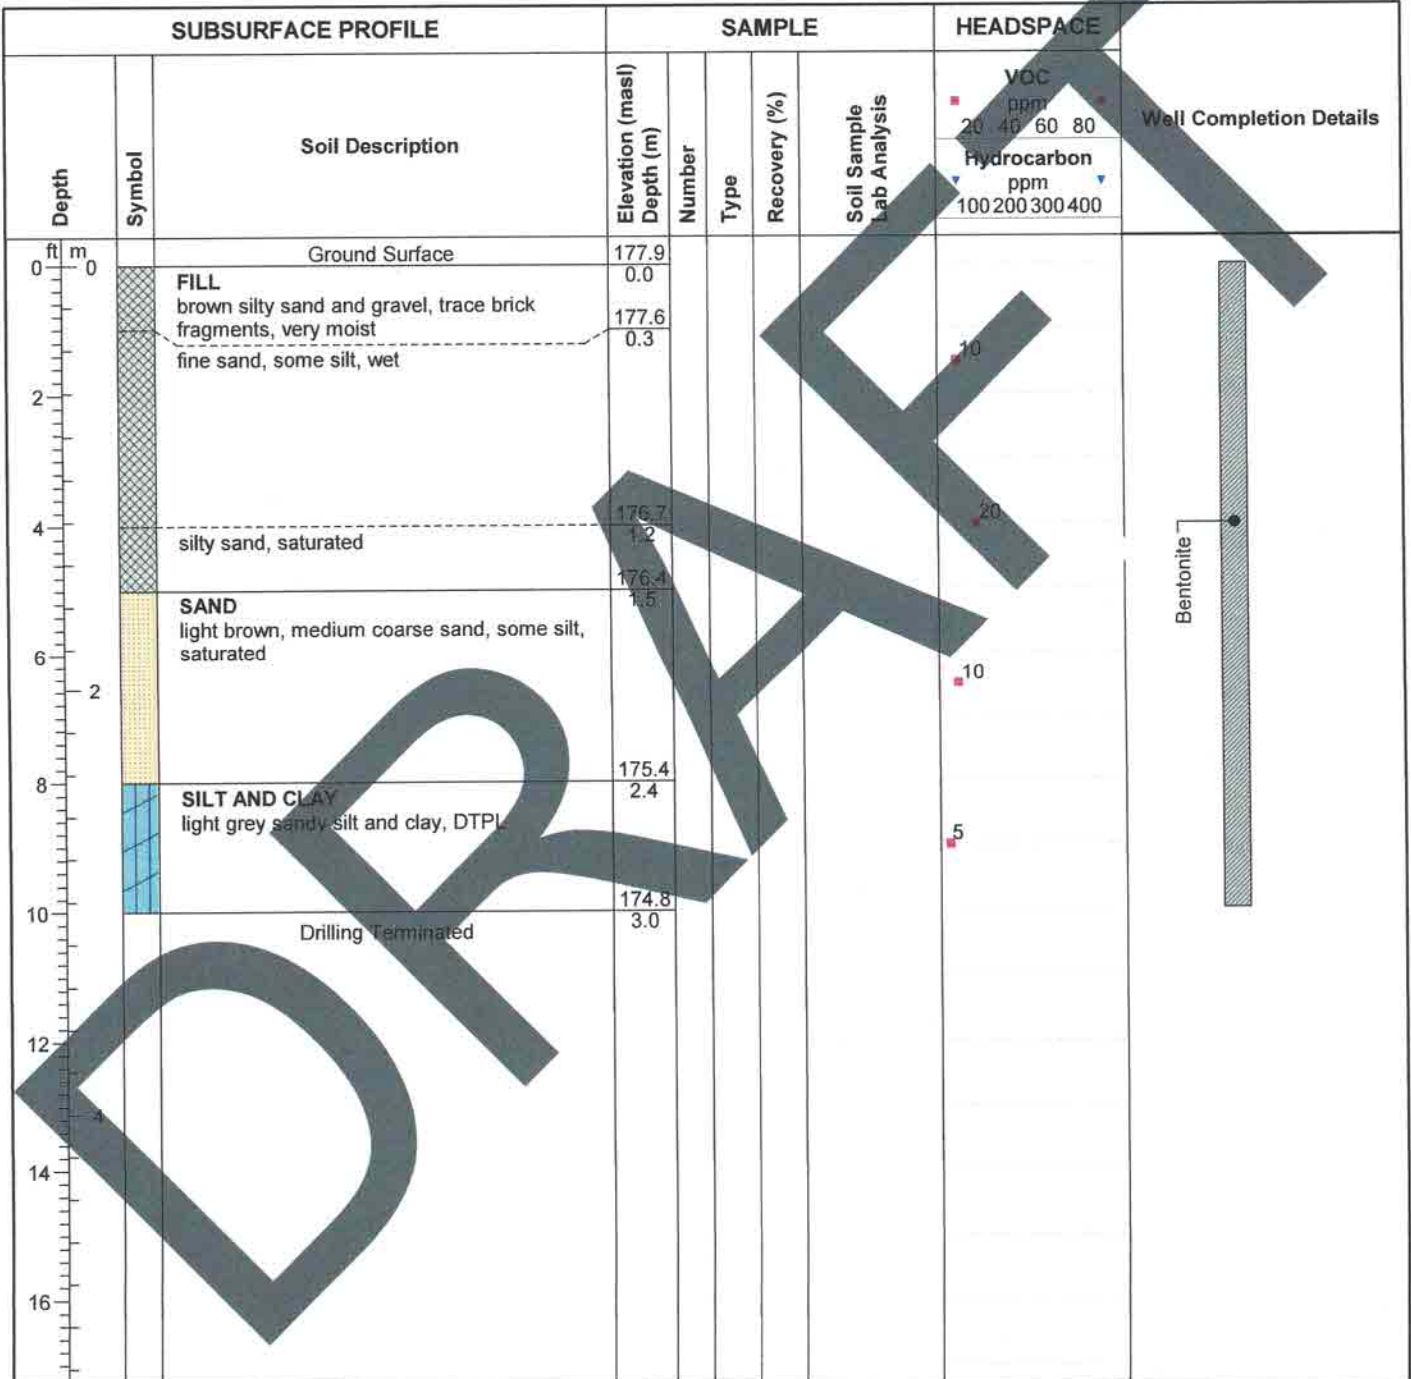 SUBSURFACE PROFILE
SAMPLE
HEADSPACE
Depth
Symbol
Soil Description
Elevation (masl)
Depth (m)
Number
Type
Recovery (%)
Soil Sample
Lab Analysis
VOC
ppm
20 40 60 80
Hydrocarbon
ppm
100 200 300 400
Well Completion Details
ft m
0 0
Ground Surface
177.9
0.0
FILL
brown silty sand and gravel, trace brick
fragments, very moist
177.6
0.3
fine sand, some silt, wet
10
2
20
4
176.7
1.2
silty sand, saturated
Bentonite
176.4
1.5
SAND
light brown, medium coarse sand, some silt,
saturated
6
10
2
175.4
2.4
8
SILT AND CLAY
light grey sandy silt and clay, DTPL
5
174.8
3.0
10
Drilling Terminated
12
4
14
16
DRAFT